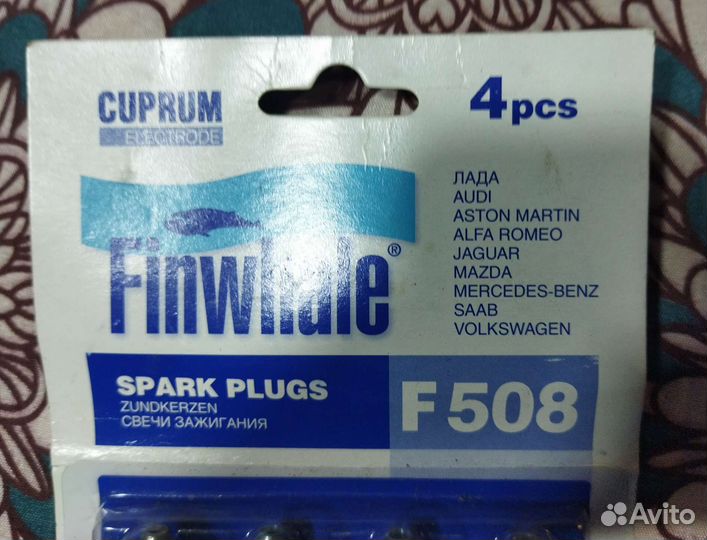 CUPRUM
ELECTRODE
4pcs
Finwhale®
ЛАДА
AUDI
ASTON MARTIN
ALFA ROMEO
JAGUAR
MAZDA
MERCEDES-BENZ
SAAB
VOLKSWAGEN
SPARK PLUGS
ZUNDKERZEN
СВЕЧИ ЗАЖИГАНИЯ
F 508
Avito